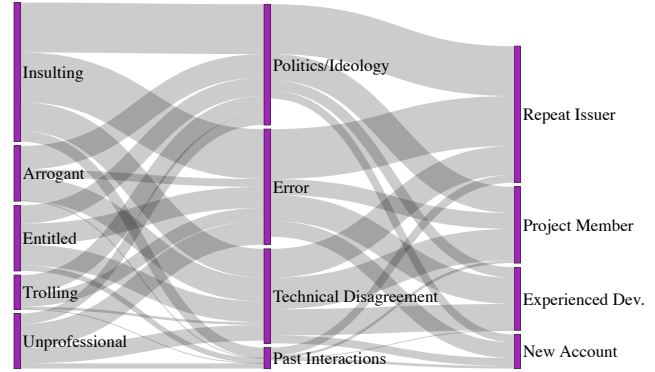 Insulting
Arrogant
Entitled
Trolling
Unprofessional
Politics/Ideology
Error
Technical Disagreement
Past Interactions
Repeat Issuer
Project Member
Experienced Dev.
New Account